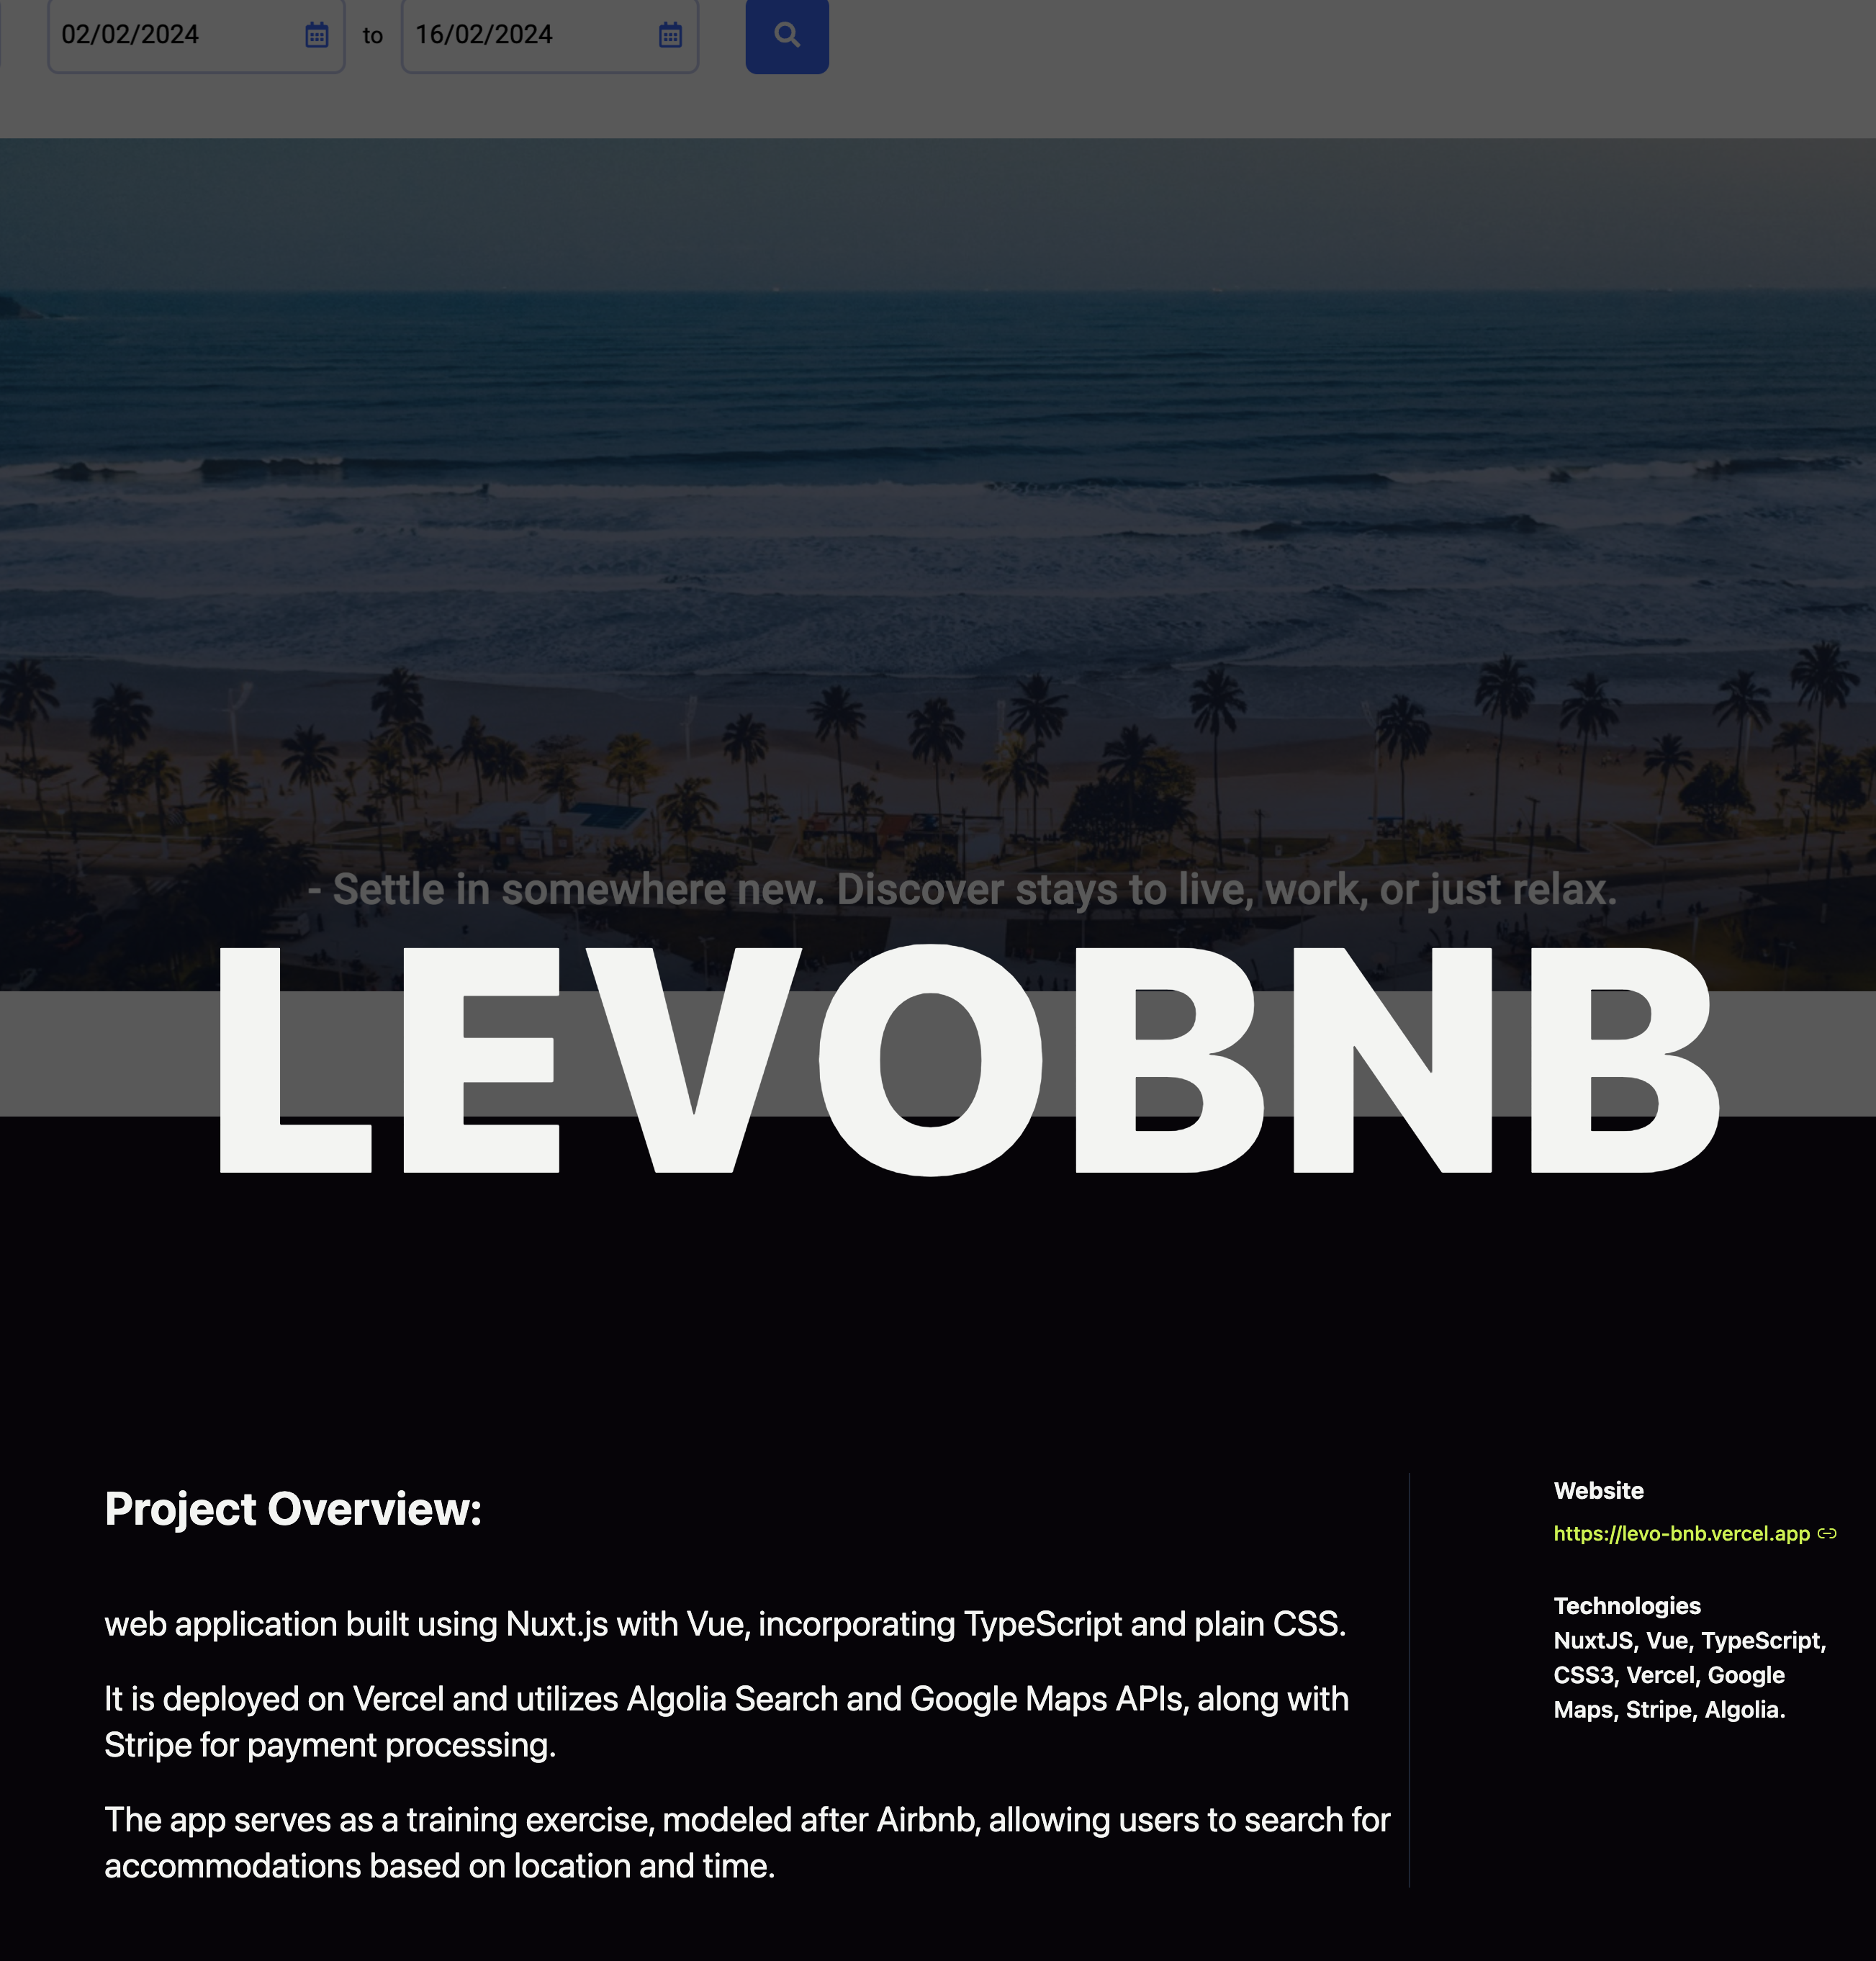 02/02/2024 to 16/02/2024
- Settle in somewhere new. Discover stays to live, work, or just relax.
LEVOBNB
Project Overview:
web application built using Nuxt.js with Vue, incorporating TypeScript and plain CSS.
It is deployed on Vercel and utilizes Algolia Search and Google Maps APIs, along with
Stripe for payment processing.
The app serves as a training exercise, modeled after Airbnb, allowing users to search for
accommodations based on location and time.
Website
https://levo-bnb.vercel.app
Technologies
NuxtJS, Vue, TypeScript,
CSS3, Vercel, Google
Maps, Stripe, Algolia.